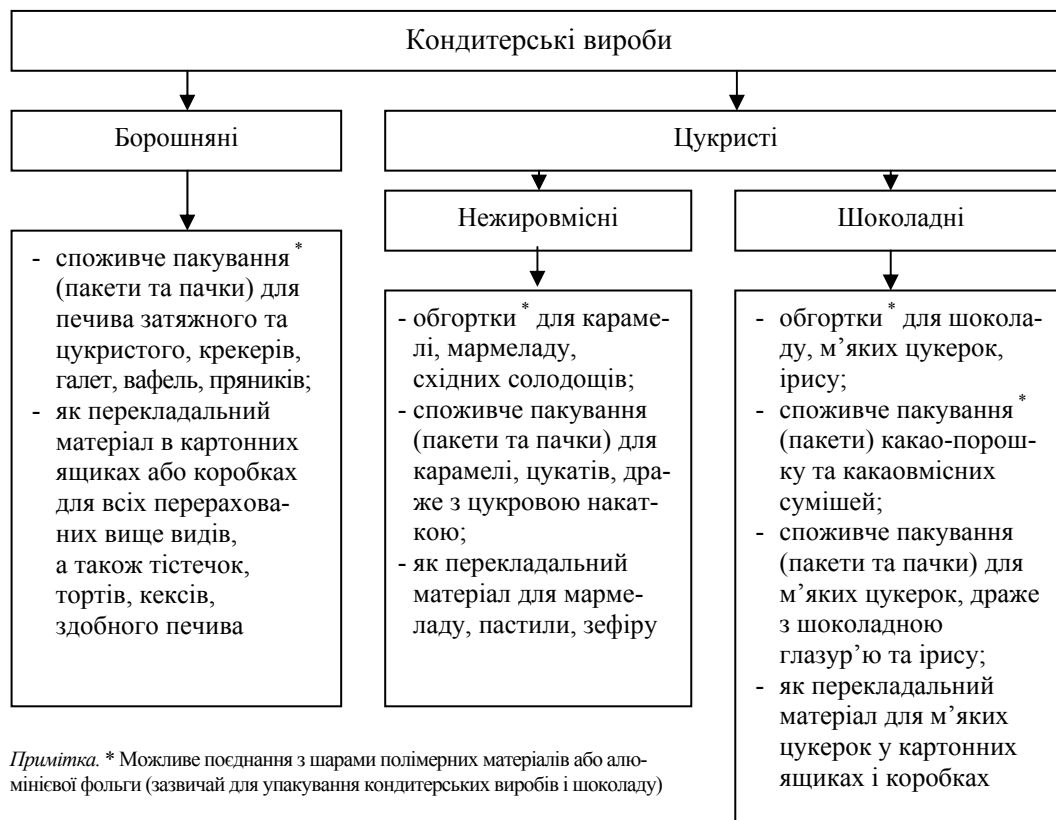 Кондитерські вироби
Борошняні
Цукристі
Нежировмісні
Шоколадні
- споживче пакування *
(пакети та пачки) для
печива затяжного та
цукристого, крекерів,
галет, вафель, пряників;
- як перекладальний
матеріал в картонних
ящиках або коробках
для всіх перерахова-
них вище видів,
а також тістечок,
тортів, кексів,
здобного печива
- обгортки * для караме-
лі, мармеладу,
східних солодощів;
- споживче пакування
(пакети та пачки) для
карамелі, цукатів, дра-
же з цукровою накат-
кою;
- як перекладальний
матеріал для марме-
ладу, пастили, зефіру
- обгортки * для шокола-
ду, м’яких цукерок,
ірису;
- споживче пакування *
(пакети) какао-порош-
ку та какаовмісних
сумішей;
- споживче пакування
(пакети та пачки) для
м’яких цукерок, драже
з шоколадною
глазур’ю та ірису;
- як перекладальний
матеріал для м’яких
цукерок у картонних
ящиках і коробках
Примітка. * Можливе поєднання з шарами полімерних матеріалів або алю-
мінієвої фольги (зазвичай для упакування кондитерських виробів і шоколаду)